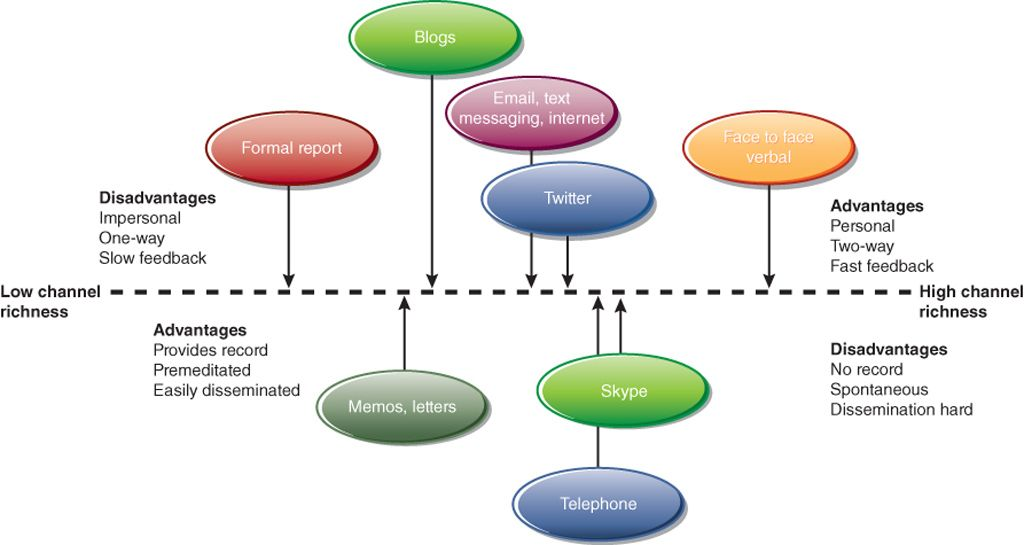 Blogs
Email, text
messaging, internet
Formal report
Face to face
verbal
Twitter
Disadvantages
Impersonal
One-way
Slow feedback
Advantages
Personal
Two-way
Fast feedback
Low channel
richness
High channel
richness
Advantages
Provides record
Premeditated
Easily disseminated
Memos, letters
Skype
Telephone
Disadvantages
No record
Spontaneous
Dissemination hard